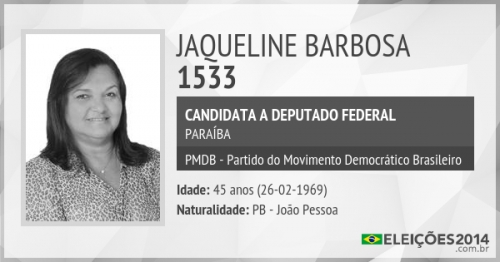 JAQUELINE BARBOSA
1533
CANDIDATA A DEPUTADO FEDERAL
PARAÍBA
PMDB - Partido do Movimento Democrático Brasileiro
Idade: 45 anos (26-02-1969)
Naturalidade: PB - João Pessoa
ELEIÇÕES2014
.com.br